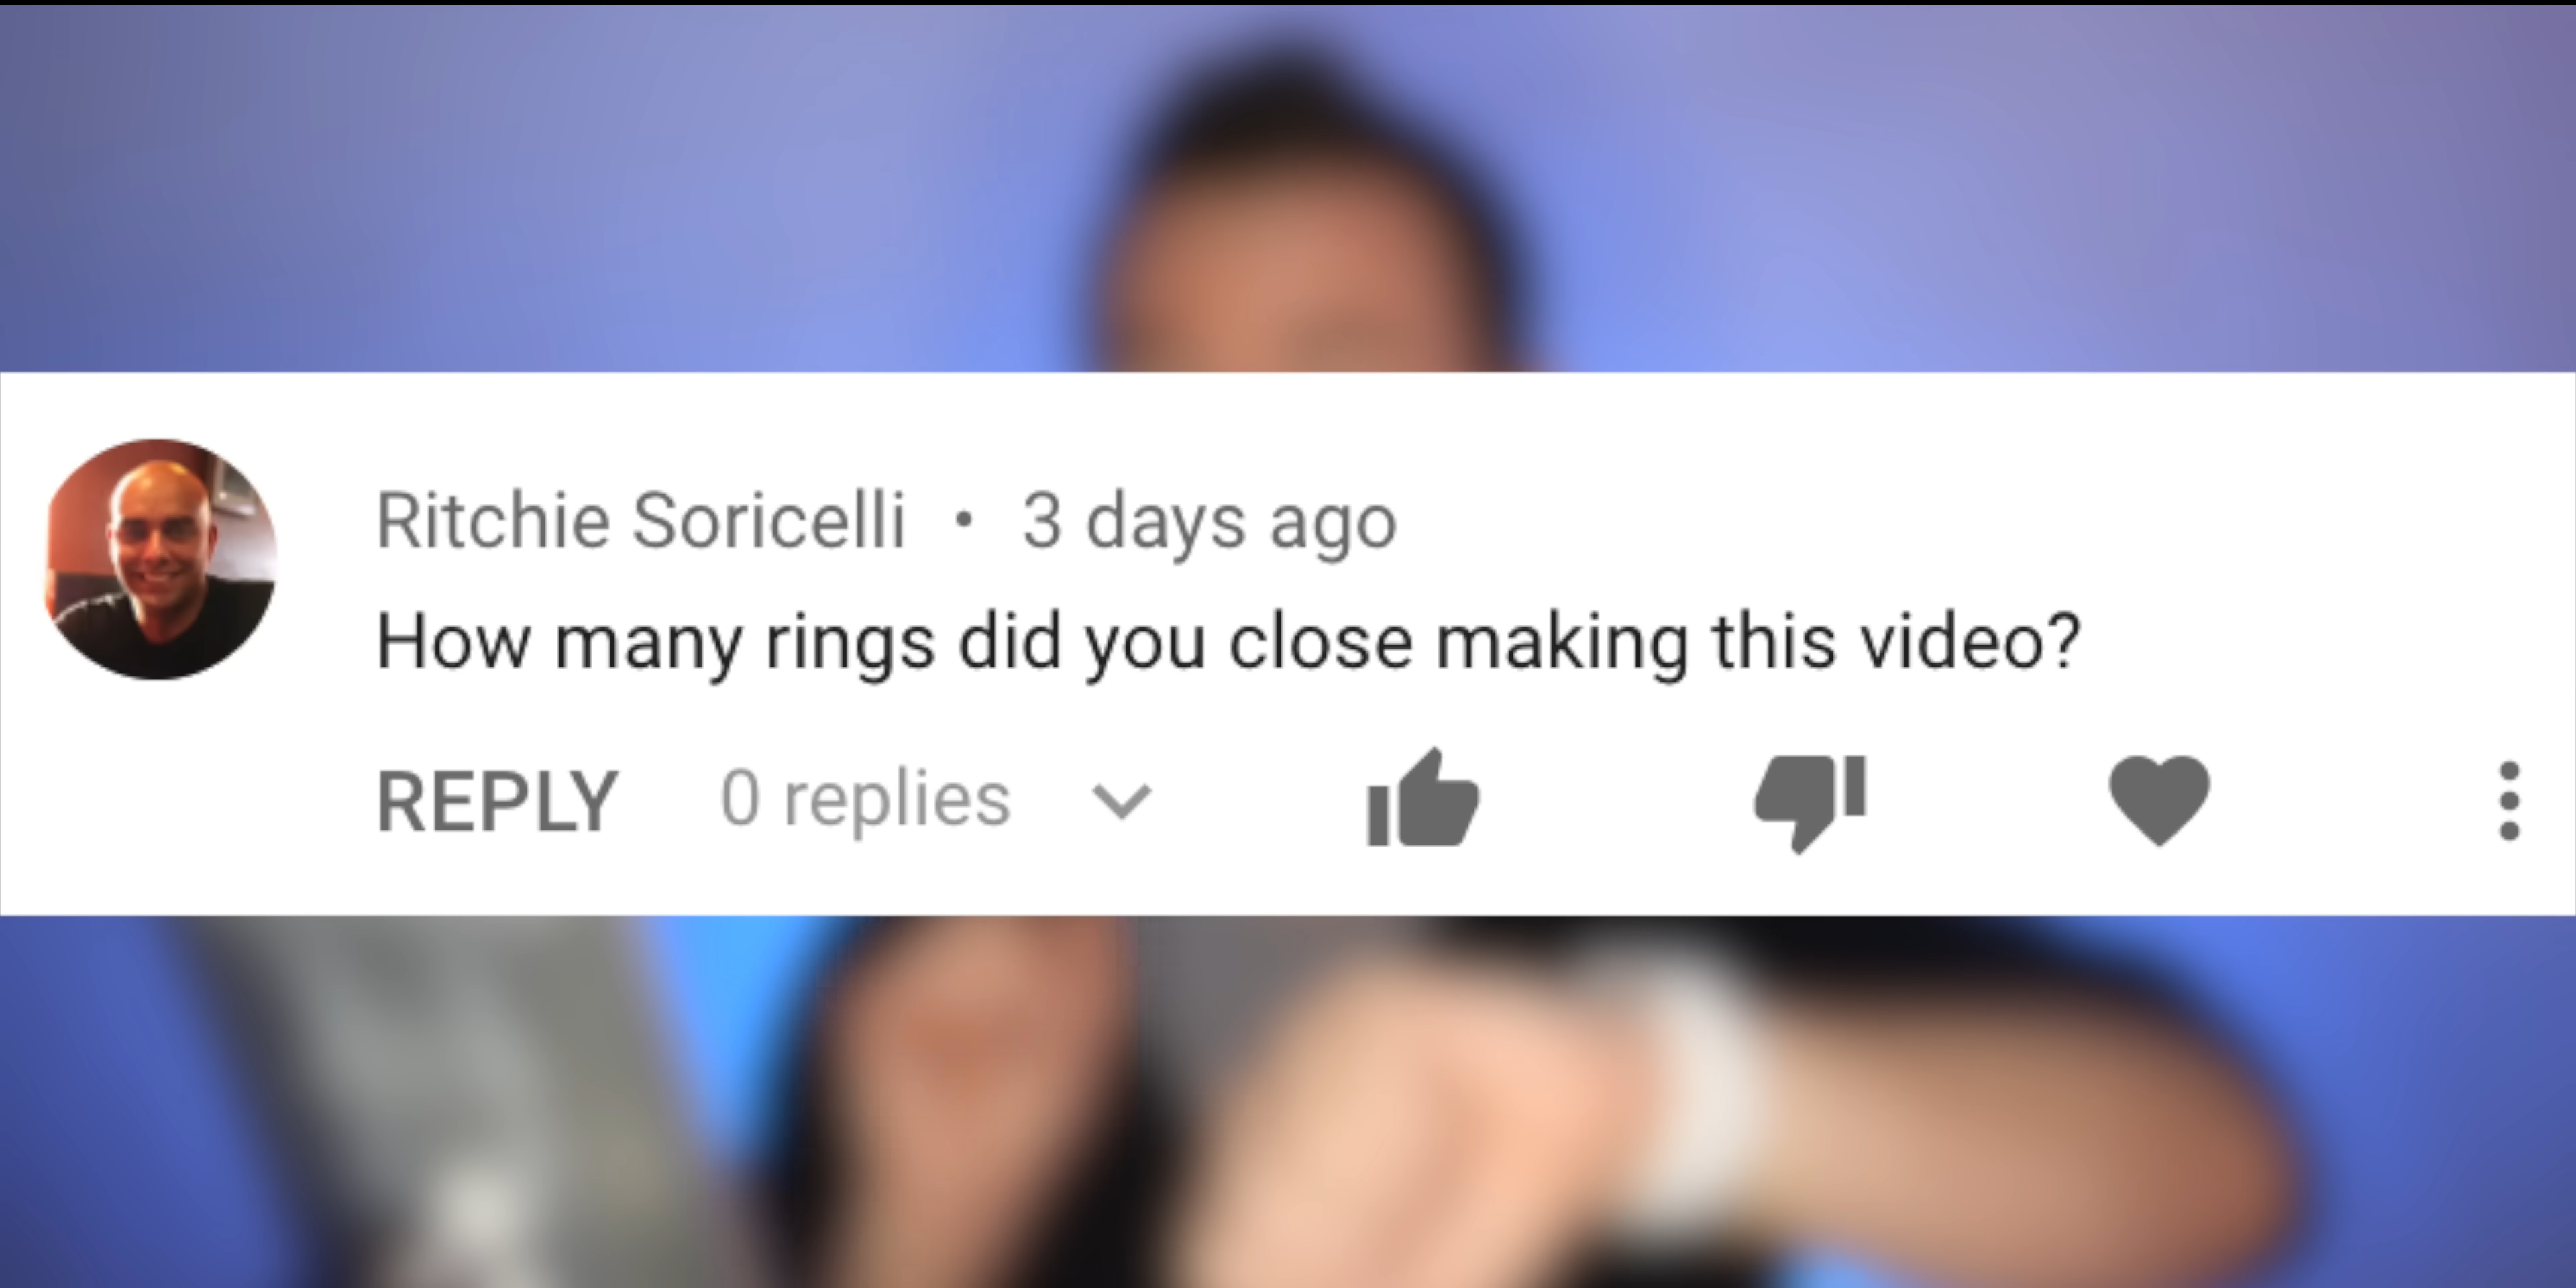 Ritchie Soricelli • 3 days ago
How many rings did you close making this video?
REPLY 0 replies